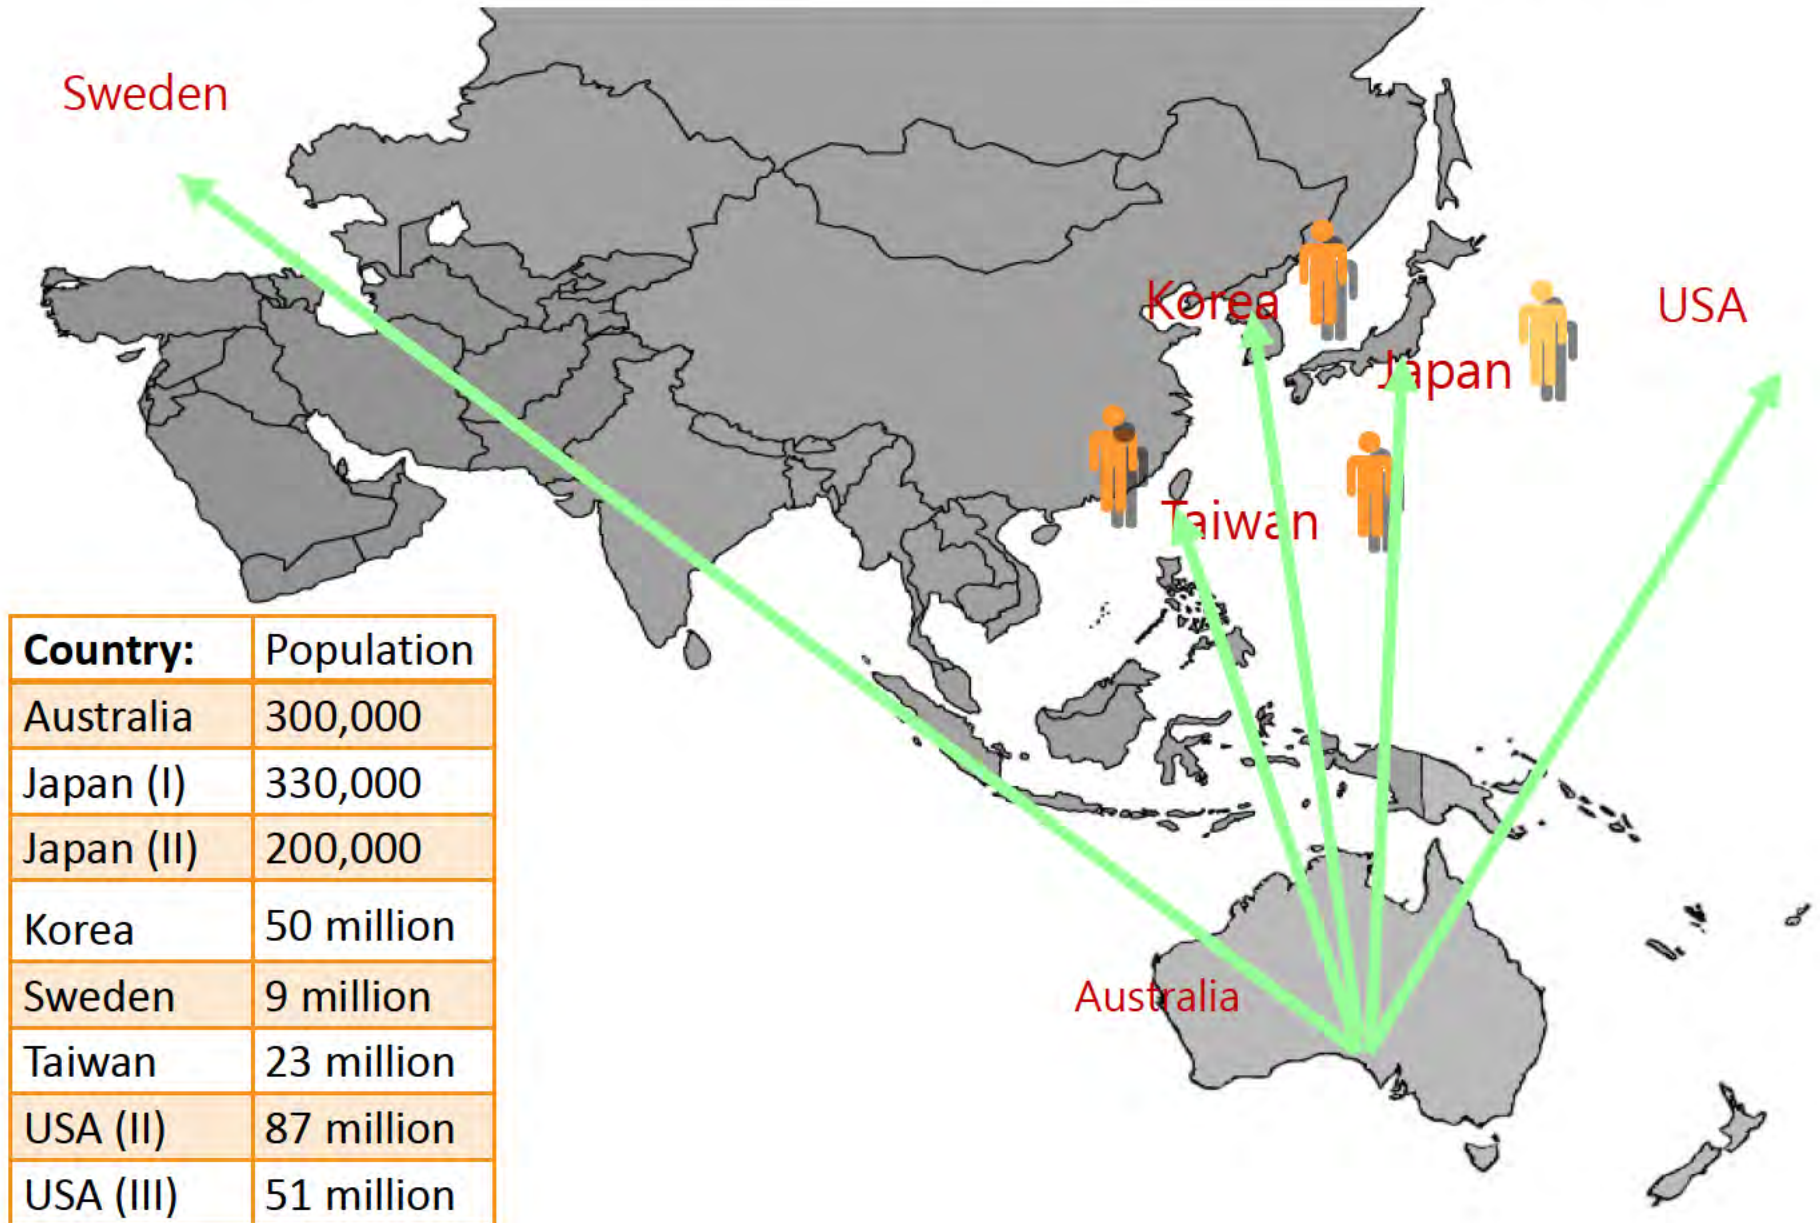 Sweden
Korea
USA
Japan
Taiwan
Country: Population
Australia 300,000
Japan (I) 330,000
Japan (II) 200,000
Korea 50 million
Sweden 9 million
Australia
Taiwan 23 million
USA (II) 87 million
USA (III) 51 million